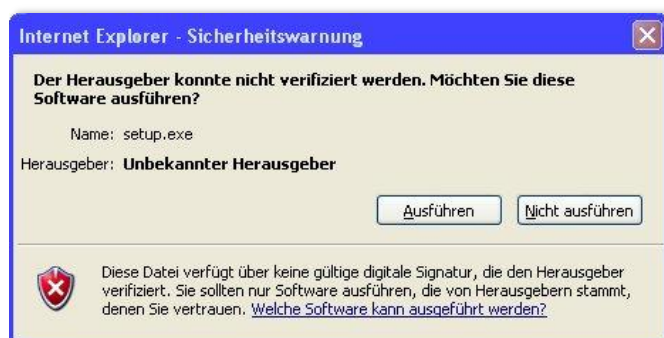 Internet Explorer - Sicherheitswarnung
Der Herausgeber konnte nicht verifiziert werden. Möchten Sie diese
Software ausführen?
Name: setup.exe
Herausgeber: Unbekannter Herausgeber
Ausführen Nicht ausführen
Diese Datei verfügt über keine gültige digitale Signatur, die den Herausgeber
verifiziert. Sie sollten nur Software ausführen, die von Herausgebern stammt,
denen Sie vertrauen. Welche Software kann ausgeführt werden?